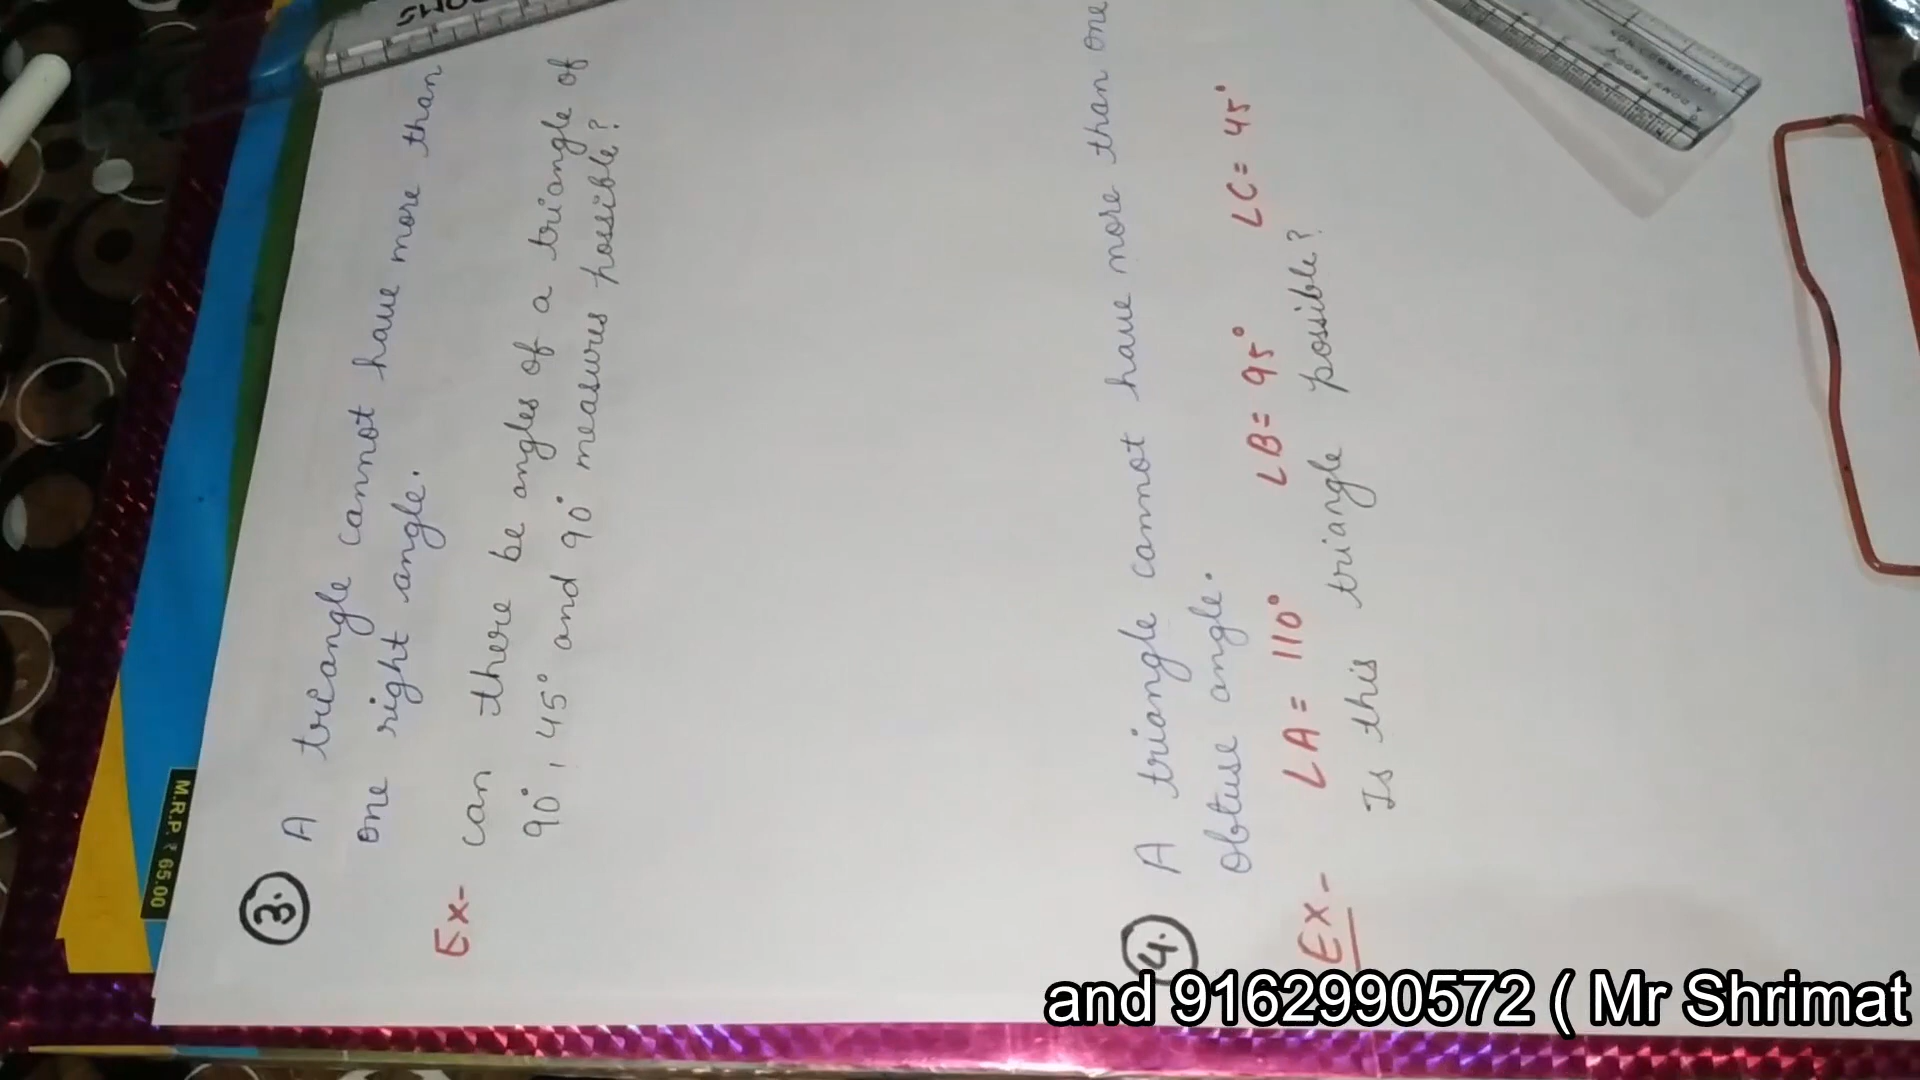 3. A triangle cannot have more than
one right angle.
Ex- can there be angles of a triangle of
90°, 45° and 90° measures possible?
4. A triangle cannot have more than one
obtuse angle.
Ex- ∠A = 110° ∠B = 95° ∠C = 45°
Is this triangle possible?
M.R.P. ₹ 65.00
and 9162990572 ( Mr Shrimat